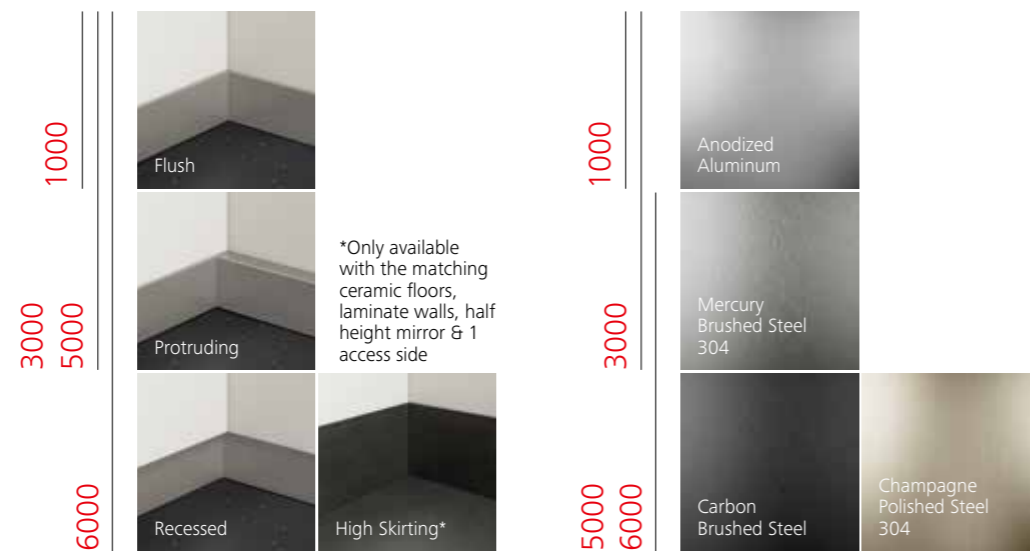 1000
Flush
3000
5000
Protruding
*Only available
with the matching
ceramic floors,
laminate walls, half
height mirror & 1
access side
6000
Recessed
High Skirting*
1000
Anodized
Aluminum
3000
Mercury
Brushed Steel
304
5000
6000
Carbon
Brushed Steel
Champagne
Polished Steel
304